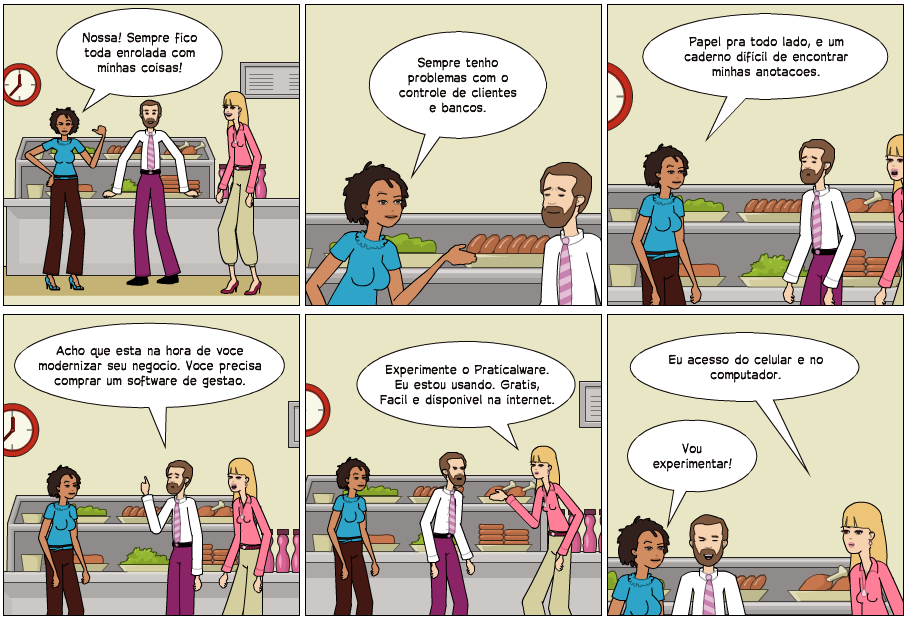 Nossa! Sempre fico
toda enrolada com
minhas coisas!
Sempre tenho
problemas com o
controle de clientes
e bancos.
Papel pra todo lado, e um
caderno difícil de encontrar
minhas anotacoes.
Acho que esta na hora de voce
modernizar seu negocio. Voce precisa
comprar um software de gestao.
Experimente o Praticalware.
Eu estou usando. Gratis,
Facil e disponivel na internet.
Eu acesso do celular e no
computador.
Vou
experimentar!